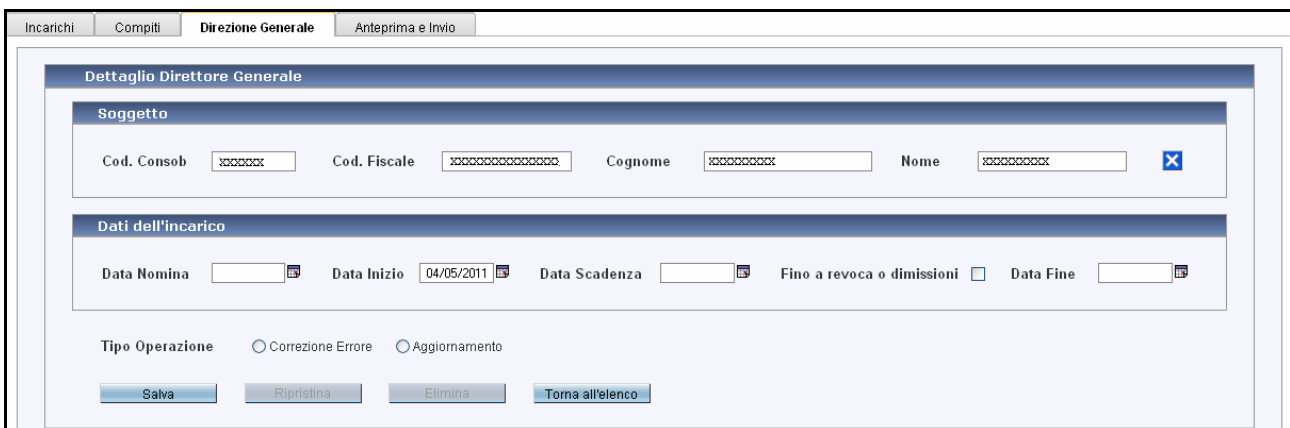 Incarichi Compiti Direzione Generale Anteprima e Invio
Dettaglio Direttore Generale
Soggetto
Cod. Consob xxxxxx Cod. Fiscale xxxxxxxxxxxxxxx Cognome xxxxxxxxx Nome xxxxxxxxx
Dati dell'incarico
Data Nomina Data Inizio 04/05/2011 Data Scadenza Fino a revoca o dimissioni Data Fine
Tipo Operazione Correzione Errore Aggiornamento
Salva Ripristina Elimina Torna all'elenco